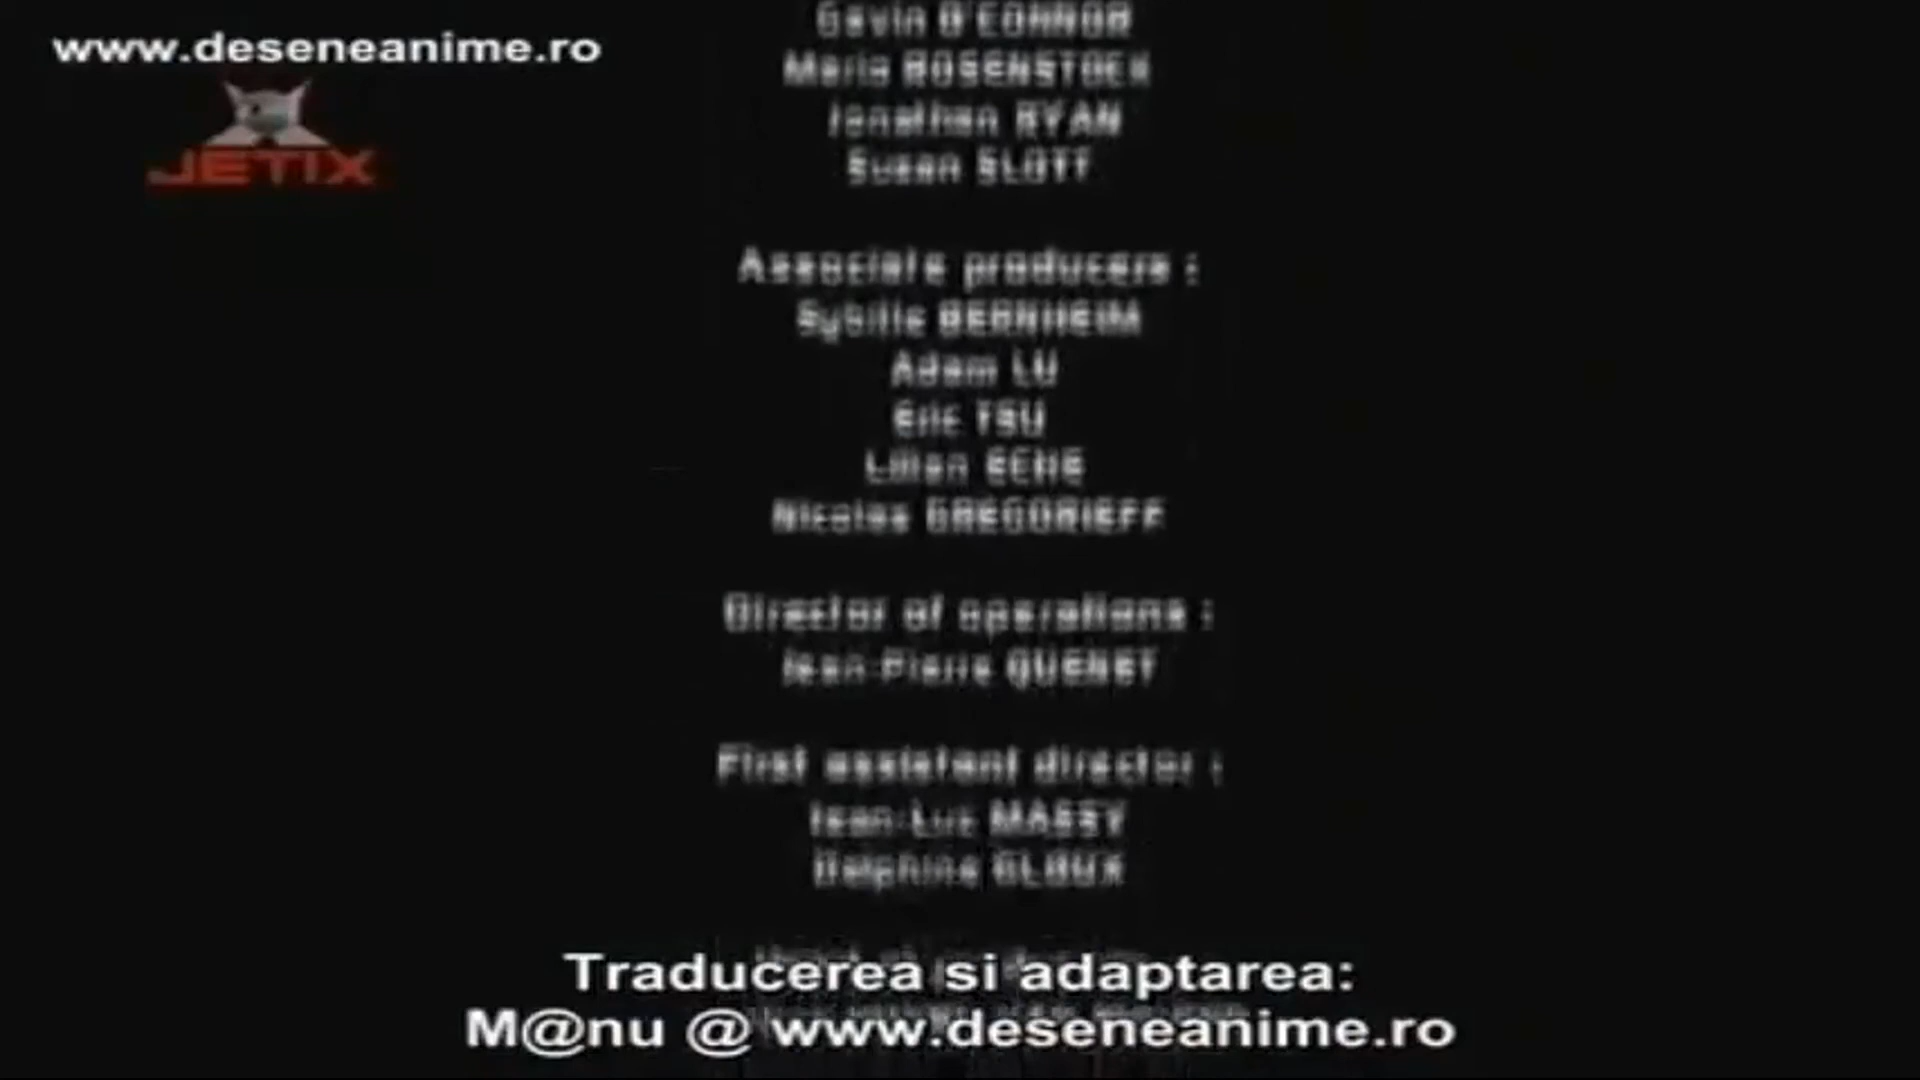 www.deseneanime.ro
JETIX
Gavin O'CONNOR
Maria ROSENSTOCK
Jonathan RYAN
Susan SLOTT
Associate producers :
Sybille BERNHEIM
Adam LU
Eric TSU
Lilian ECHE
Nicolas GREGORIEFF
Director of operations :
Jean-Pierre QUENET
First assistant director :
Jean-Luc MASSY
Delphine GLOUX
Traducerea si adaptarea:
M@nu @ www.deseneanime.ro